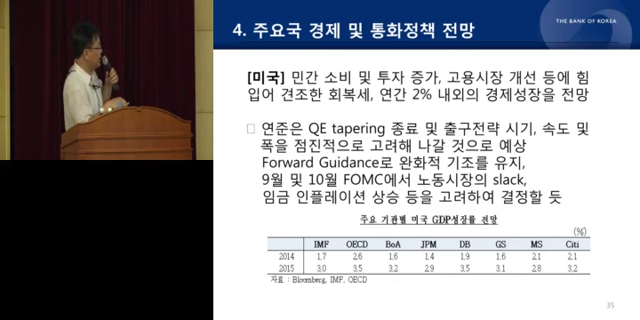 4. 주요국 경제 및 통화정책 전망
THE BANK OF KOREA
[미국] 민간 소비 및 투자 증가, 고용시장 개선 등에 힘
입어 견조한 회복세, 연간 2% 내외의 경제성장을 전망
□ 연준은 QE tapering 종료 및 출구전략 시기, 속도 및
폭을 점진적으로 고려해 나갈 것으로 예상
Forward Guidance로 완화적 기조를 유지,
9월 및 10월 FOMC에서 노동시장의 slack,
임금 인플레이션 상승 등을 고려하여 결정할 듯
주요 기관별 미국 GDP성장률 전망
(%)
IMF OECD BoA JPM DB GS MS Citi
2014 1.7 2.6 1.6 1.4 1.9 1.6 2.1 2.1
2015 3.0 3.5 3.2 2.9 3.5 3.1 2.8 3.2
자료 : Bloomberg, IMF, OECD
35